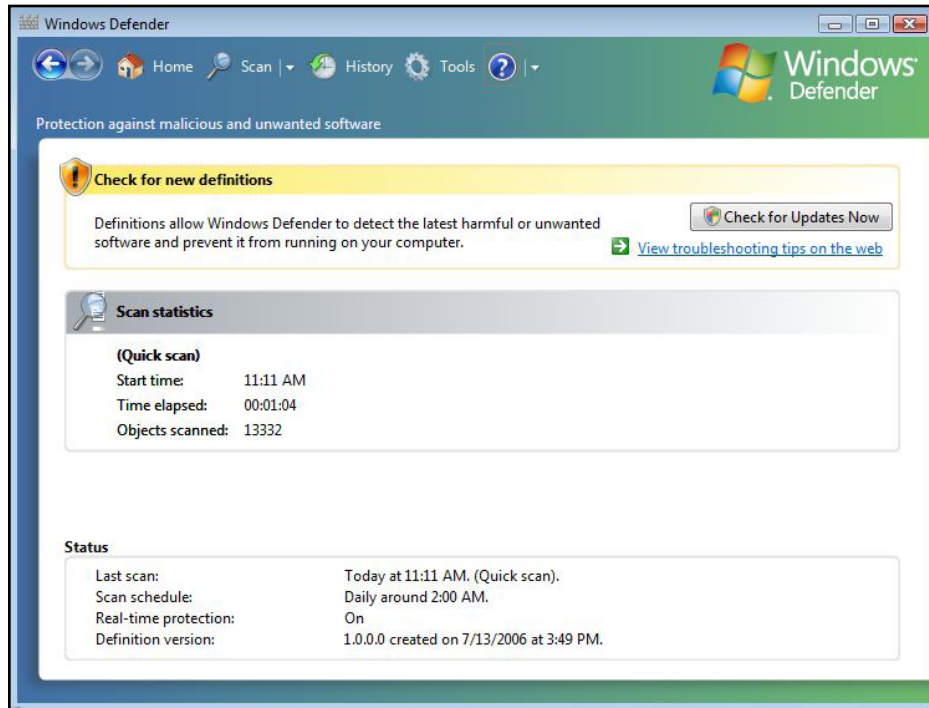 Windows Defender
Home Scan History Tools
Windows
Defender
Protection against malicious and unwanted software
Check for new definitions
Definitions allow Windows Defender to detect the latest harmful or unwanted
software and prevent it from running on your computer.
Check for Updates Now
View troubleshooting tips on the web
Scan statistics
(Quick scan)
Start time: 11:11 AM
Time elapsed: 00:01:04
Objects scanned: 13332
Status
Last scan: Today at 11:11 AM. (Quick scan).
Scan schedule: Daily around 2:00 AM.
Real-time protection: On
Definition version: 1.0.0.0 created on 7/13/2006 at 3:49 PM.